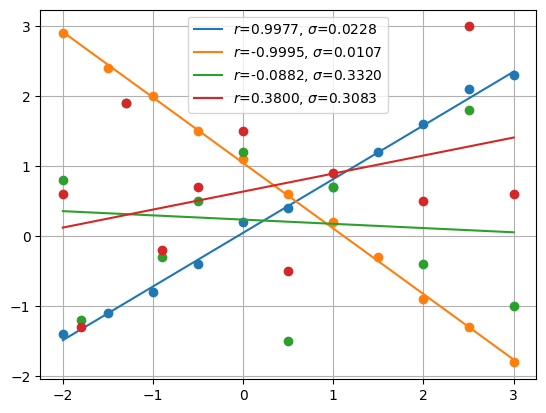 r=0.9977, σ=0.0228
r=-0.9995, σ=0.0107
r=-0.0882, σ=0.3320
r=0.3800, σ=0.3083
3
2
1
0
−1
−2
−2 −1 0 1 2 3